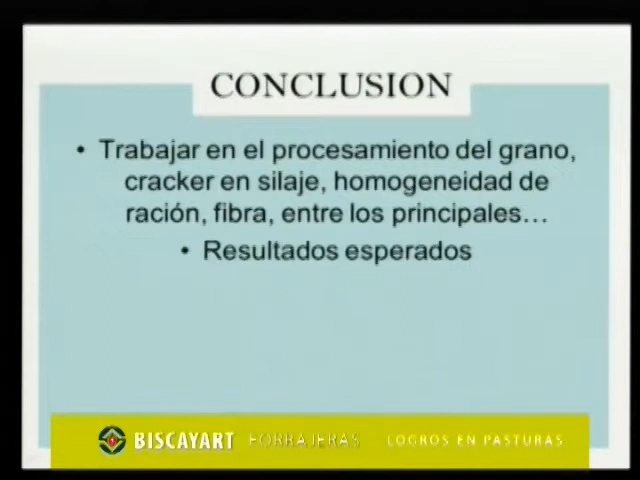 CONCLUSION
• Trabajar en el procesamiento del grano,
cracker en silaje, homogeneidad de
ración, fibra, entre los principales...
• Resultados esperados
BISCAYART FORRAJERAS LOGROS EN PASTURAS